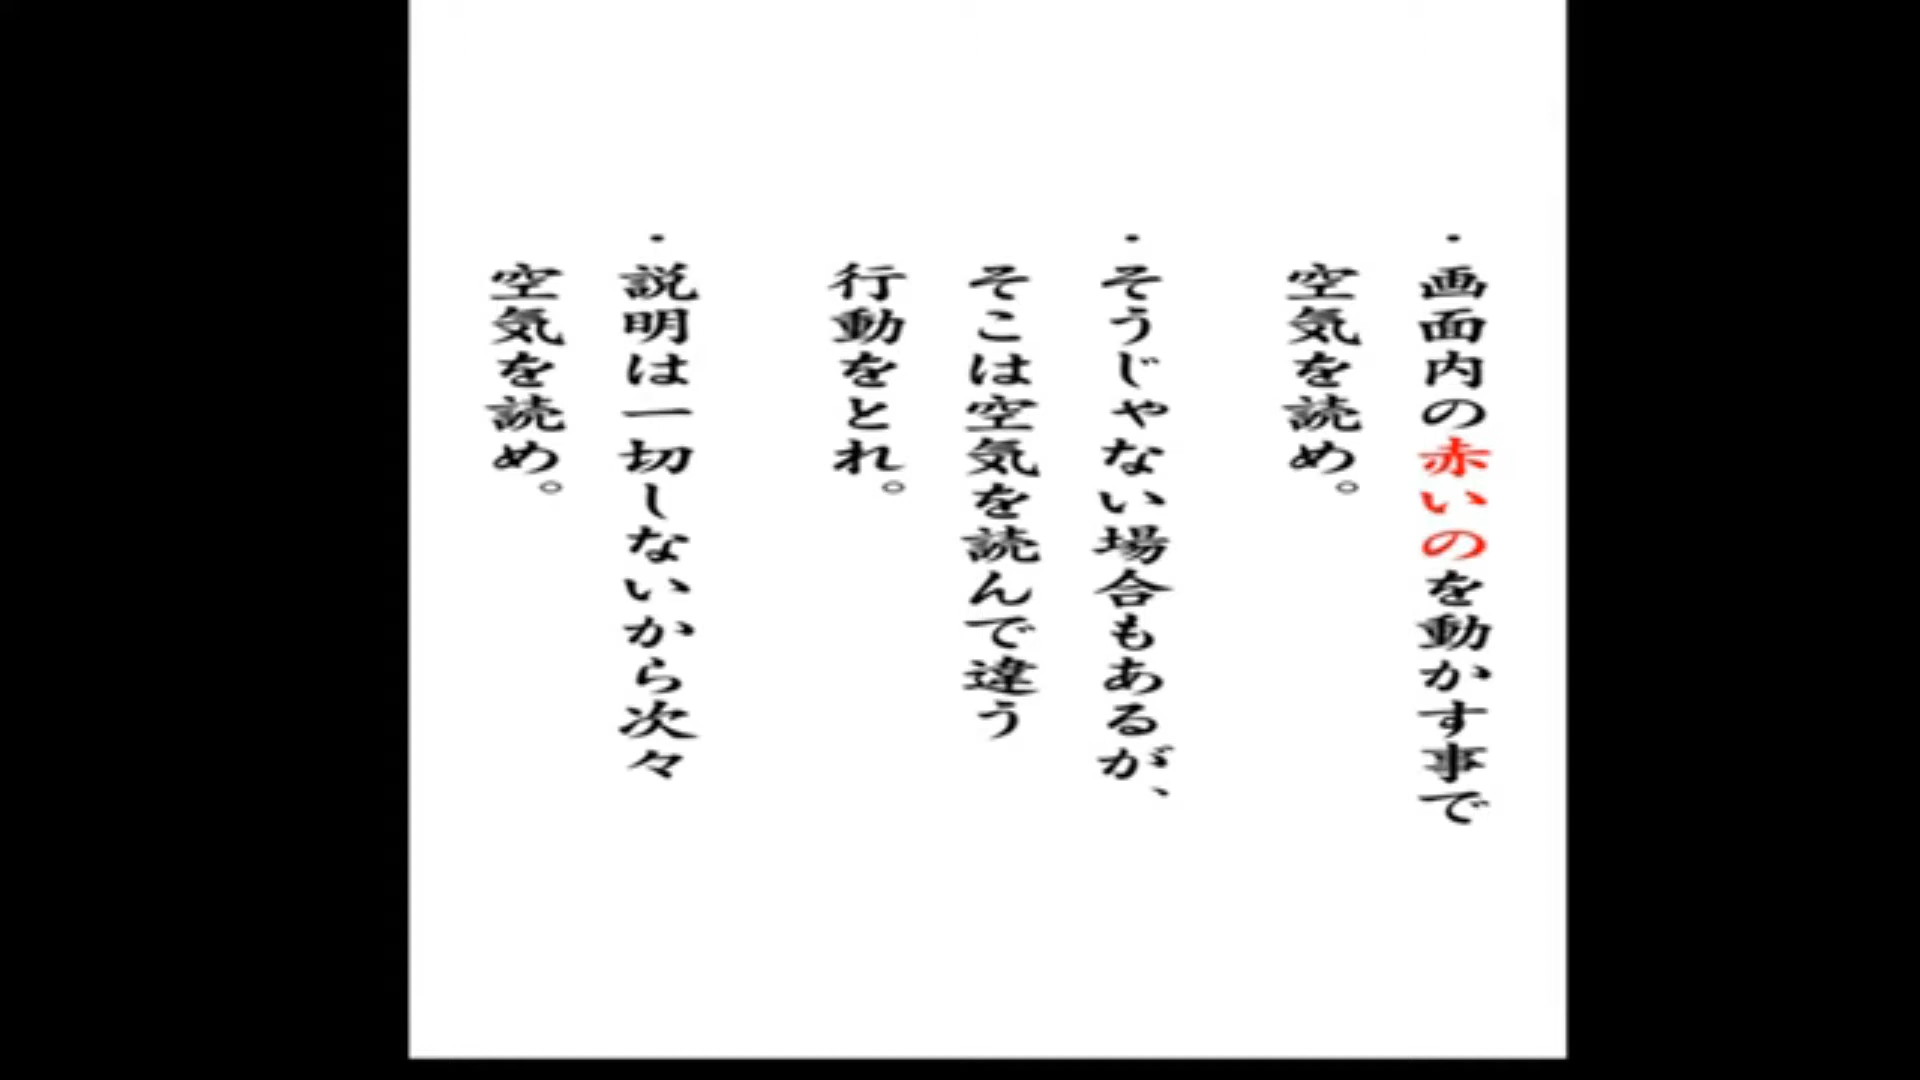 ・画面内の赤いのを動かす事で
空気を読め。
・そうじゃない場合もあるが、
そこは空気を読んで違う
行動をとれ。
・説明は一切しないから次々
空気を読め。